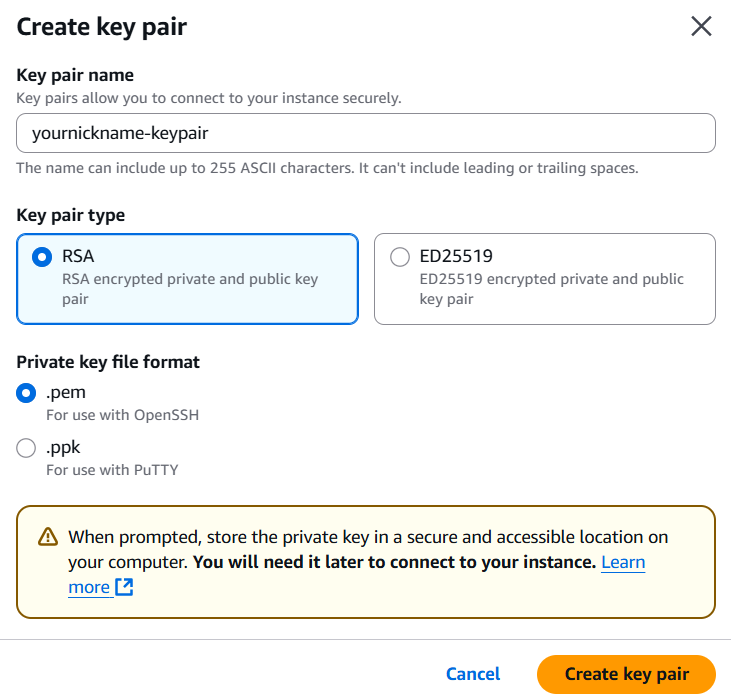 Create key pair
Key pair name
Key pairs allow you to connect to your instance securely.
yournickname-keypair
The name can include up to 255 ASCII characters. It can't include leading or trailing spaces.
Key pair type
RSA
RSA encrypted private and public key
pair
ED25519
ED25519 encrypted private and public
key pair
Private key file format
.pem
For use with OpenSSH
.ppk
For use with PuTTY
When prompted, store the private key in a secure and accessible location on
your computer. You will need it later to connect to your instance. Learn
more
Cancel
Create key pair